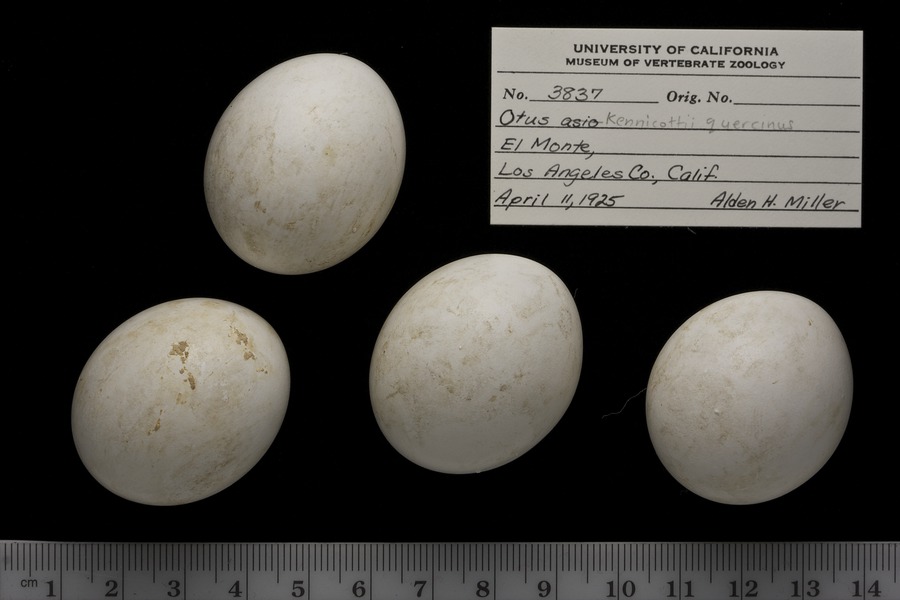 UNIVERSITY OF CALIFORNIA
MUSEUM OF VERTEBRATE ZOOLOGY
No. 3837 Orig. No.
Otus asio Kennicothi quercinus
El Monte,
Los Angeles Co., Calif.
April 11, 1925 Alden H. Miller
cm 1 2 3 4 5 6 7 8 9 10 11 12 13 14